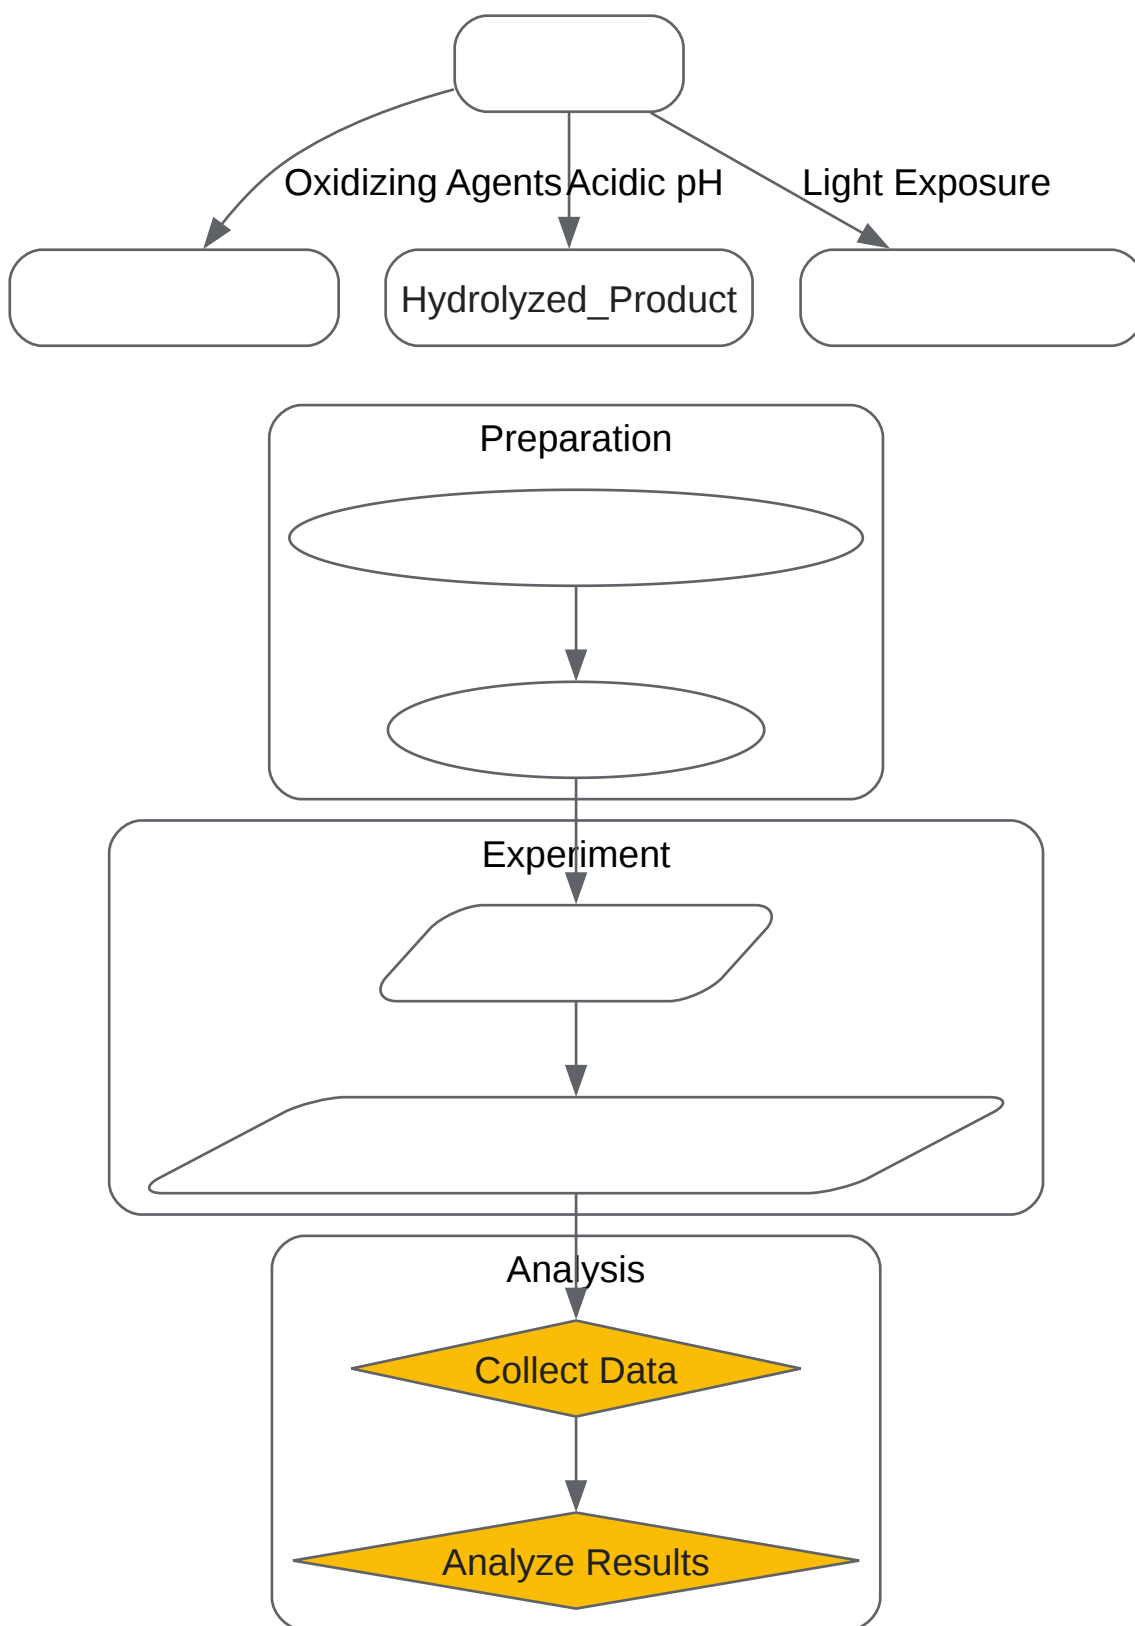 Oxidizing Agents
Acidic pH
Light Exposure
Hydrolyzed_Product
Preparation
Experiment
Analysis
Collect Data
Analyze Results